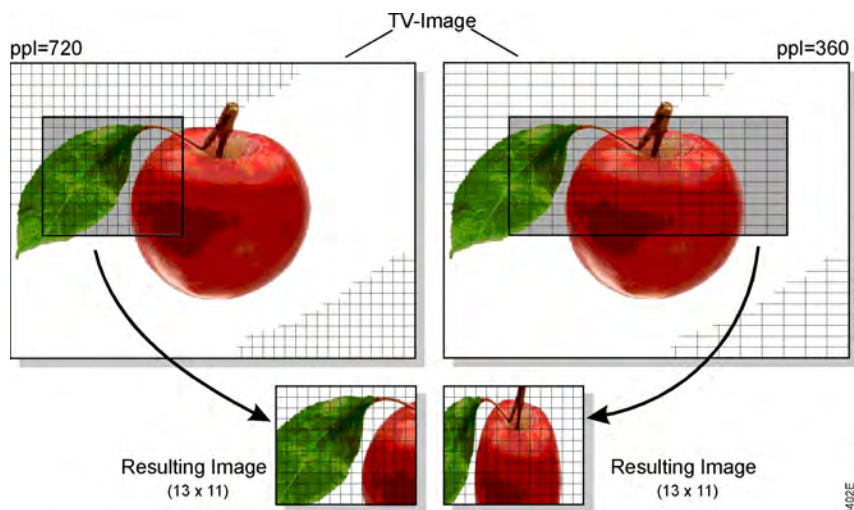 TV-Image
ppl=720
ppl=360
Resulting Image
(13 x 11)
Resulting Image
(13 x 11)
402E